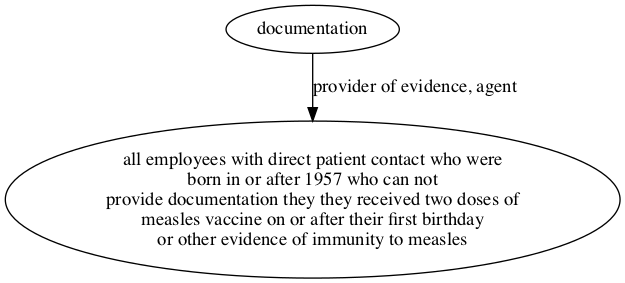 documentation
provider of evidence, agent
all employees with direct patient contact who were
born in or after 1957 who can not
provide documentation they they received two doses of
measles vaccine on or after their first birthday
or other evidence of immunity to measles